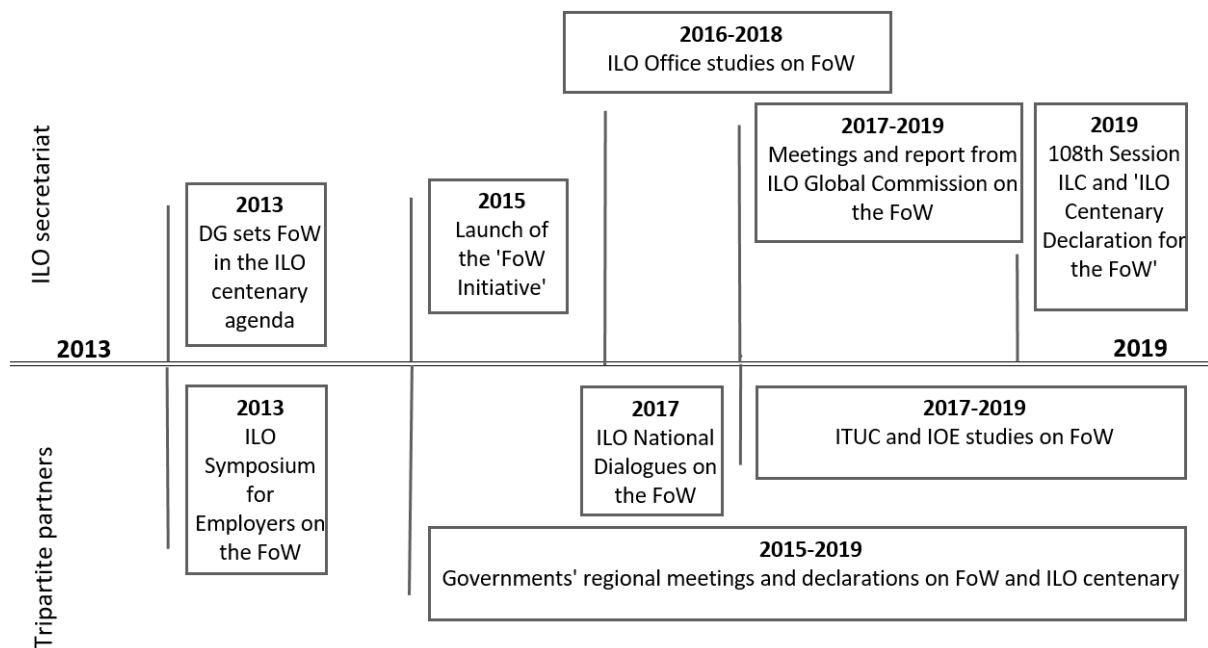 2016-2018
ILO Office studies on FoW
ILO secretariat
2017-2019
Meetings and report from
ILO Global Commission on
the FoW
2019
108th Session
ILC and 'ILO
Centenary
Declaration for
the FoW'
2013
DG sets FoW
in the ILO
centenary
agenda
2015
Launch of
the 'FoW
Initiative'
2013
2019
Tripartite partners
2013
ILO
Symposium
for
Employers on
the FoW
2017
ILO National
Dialogues on
the FoW
2017-2019
ITUC and IOE studies on FoW
2015-2019
Governments' regional meetings and declarations on FoW and ILO centenary